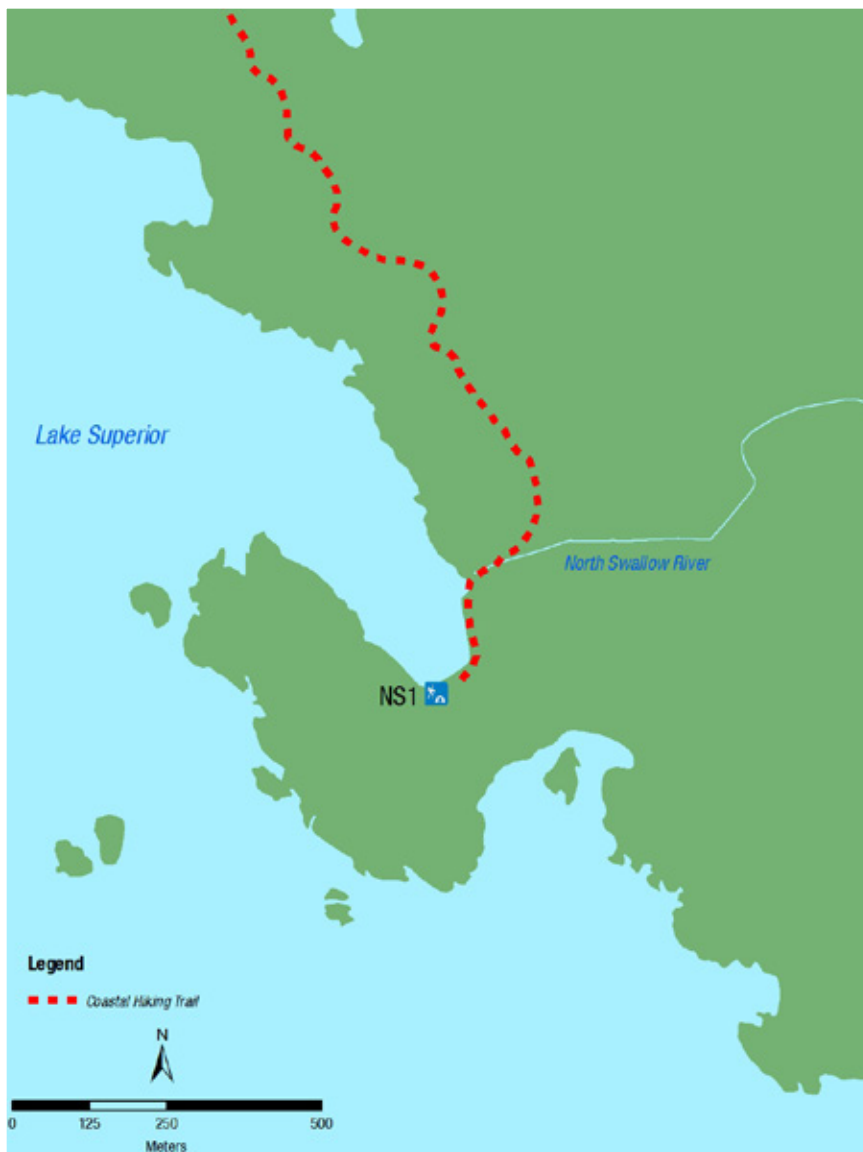 Lake Superior
North Swallow River
NS1
Legend
Coastal Hiking Trail
N
0 125 250 500
Meters